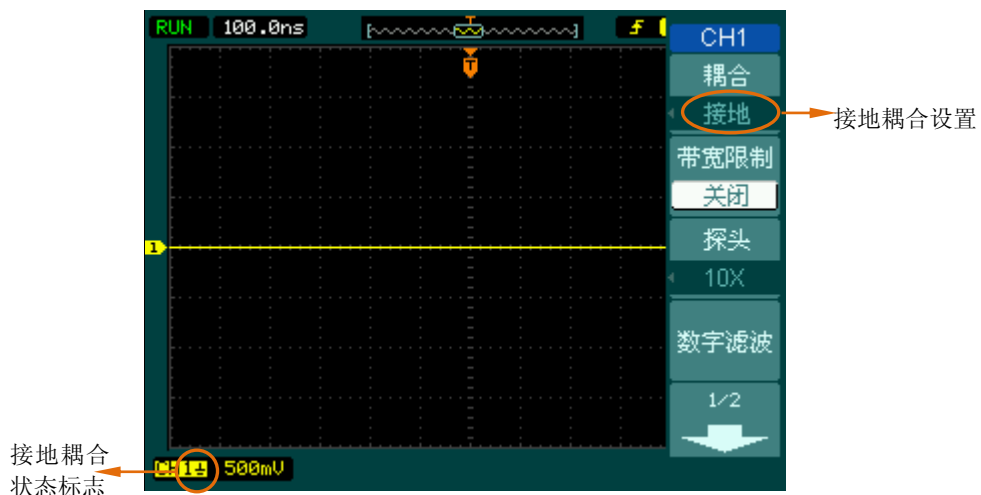 RUN 100.0ns
T
T
CH1
耦合
接地
接地耦合设置
带宽限制
关闭
1
探头
10X
数字滤波
1/2
接地耦合
状态标志
CH1 500mV